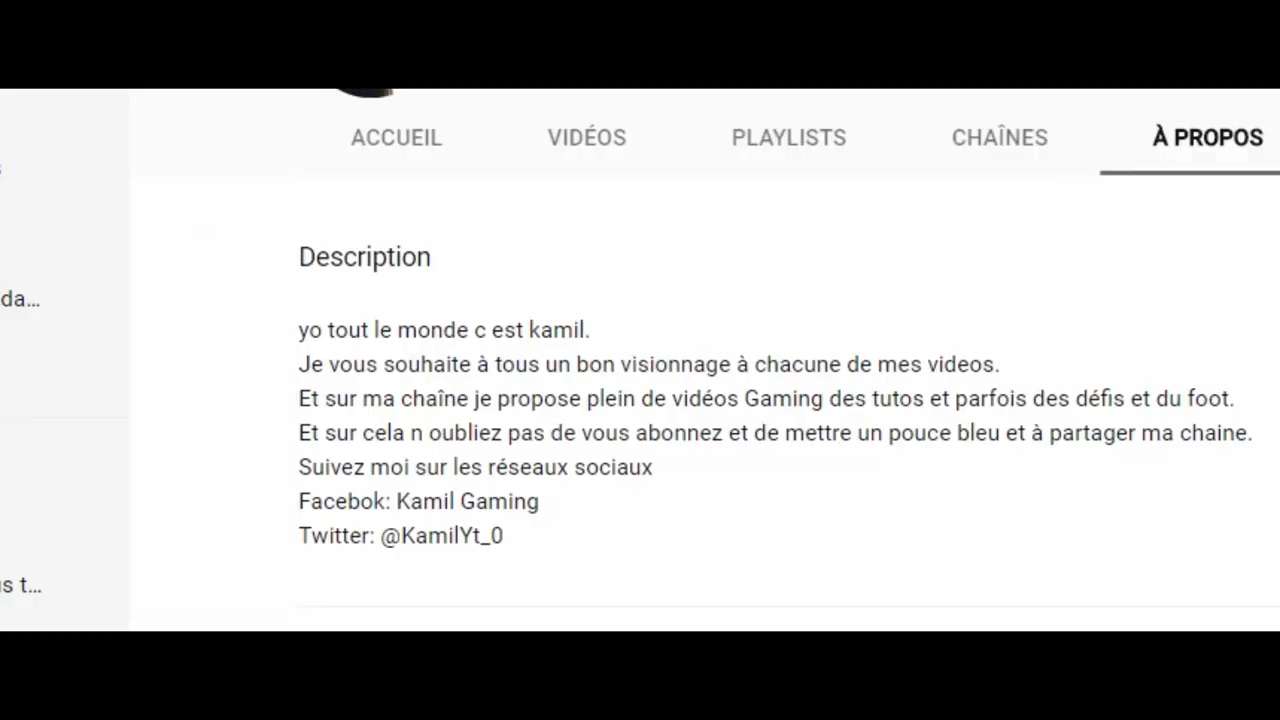 ACCUEIL VIDÉOS PLAYLISTS CHAÎNES À PROPOS
Description
da...
yo tout le monde c est kamil.
Je vous souhaite à tous un bon visionnage à chacune de mes videos.
Et sur ma chaîne je propose plein de vidéos Gaming des tutos et parfois des défis et du foot.
Et sur cela n oubliez pas de vous abonnez et de mettre un pouce bleu et à partager ma chaine.
Suivez moi sur les réseaux sociaux
Facebok: Kamil Gaming
Twitter: @KamilYt_0
s t...